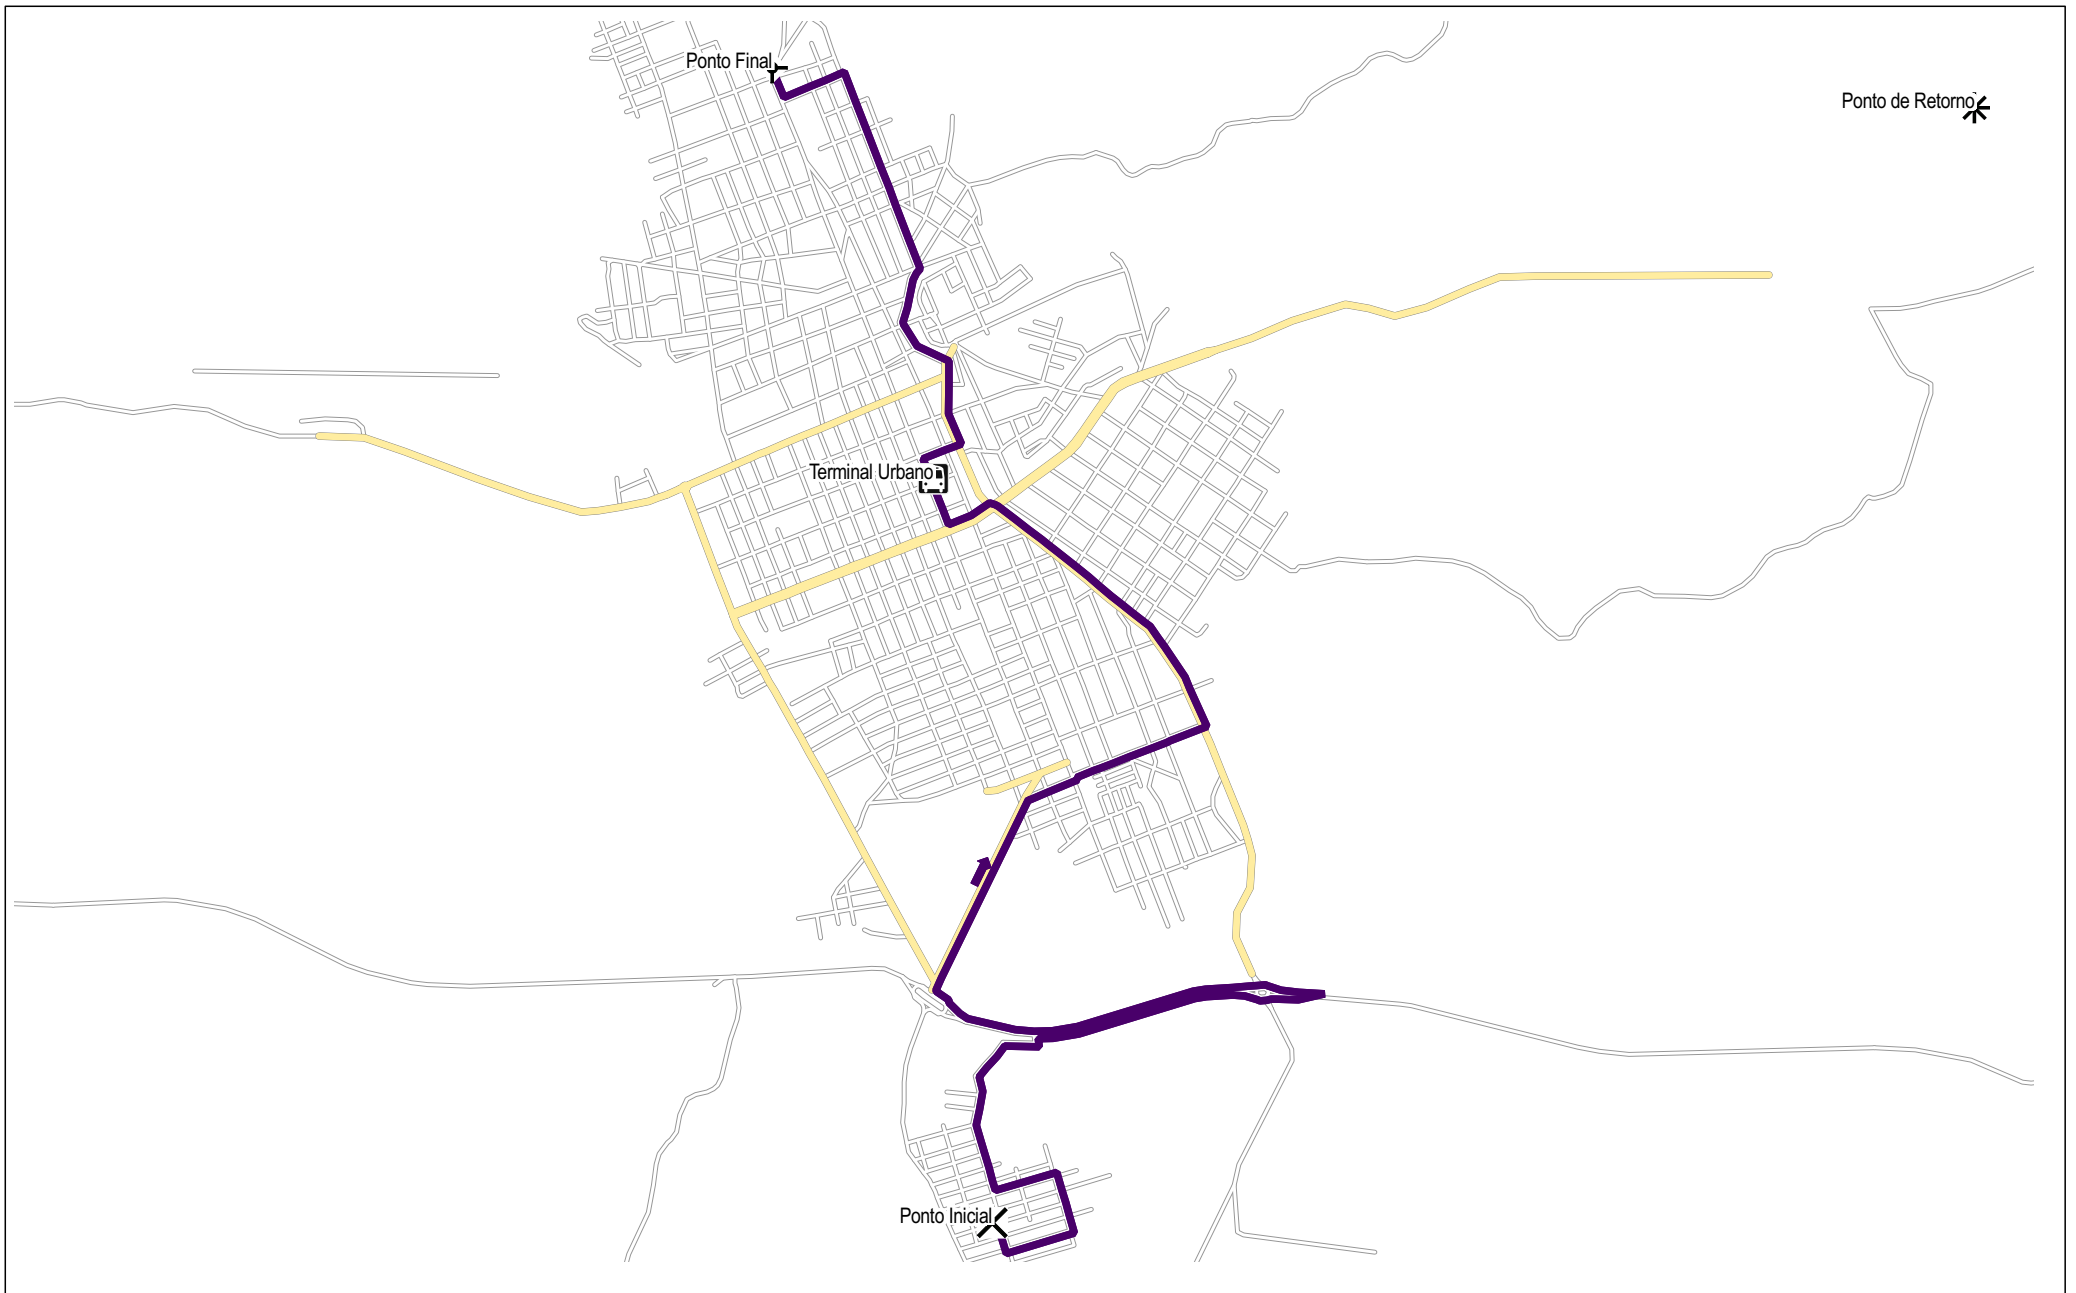 Ponto Final
Ponto de Retorno
Terminal Urbano
Ponto Inicial